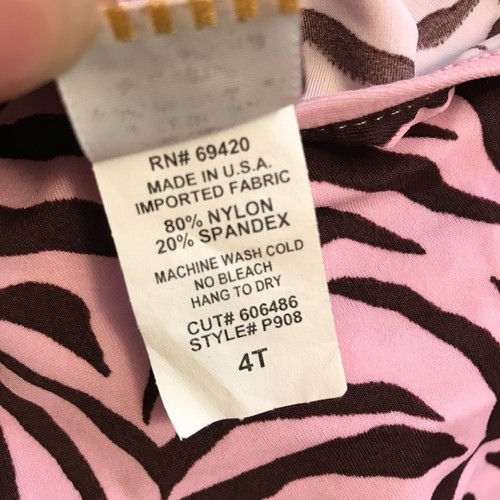 RN# 69420
MADE IN U.S.A.
IMPORTED FABRIC
80% NYLON
20% SPANDEX
MACHINE WASH COLD
NO BLEACH
HANG TO DRY
CUT# 606486
STYLE# P908
4T